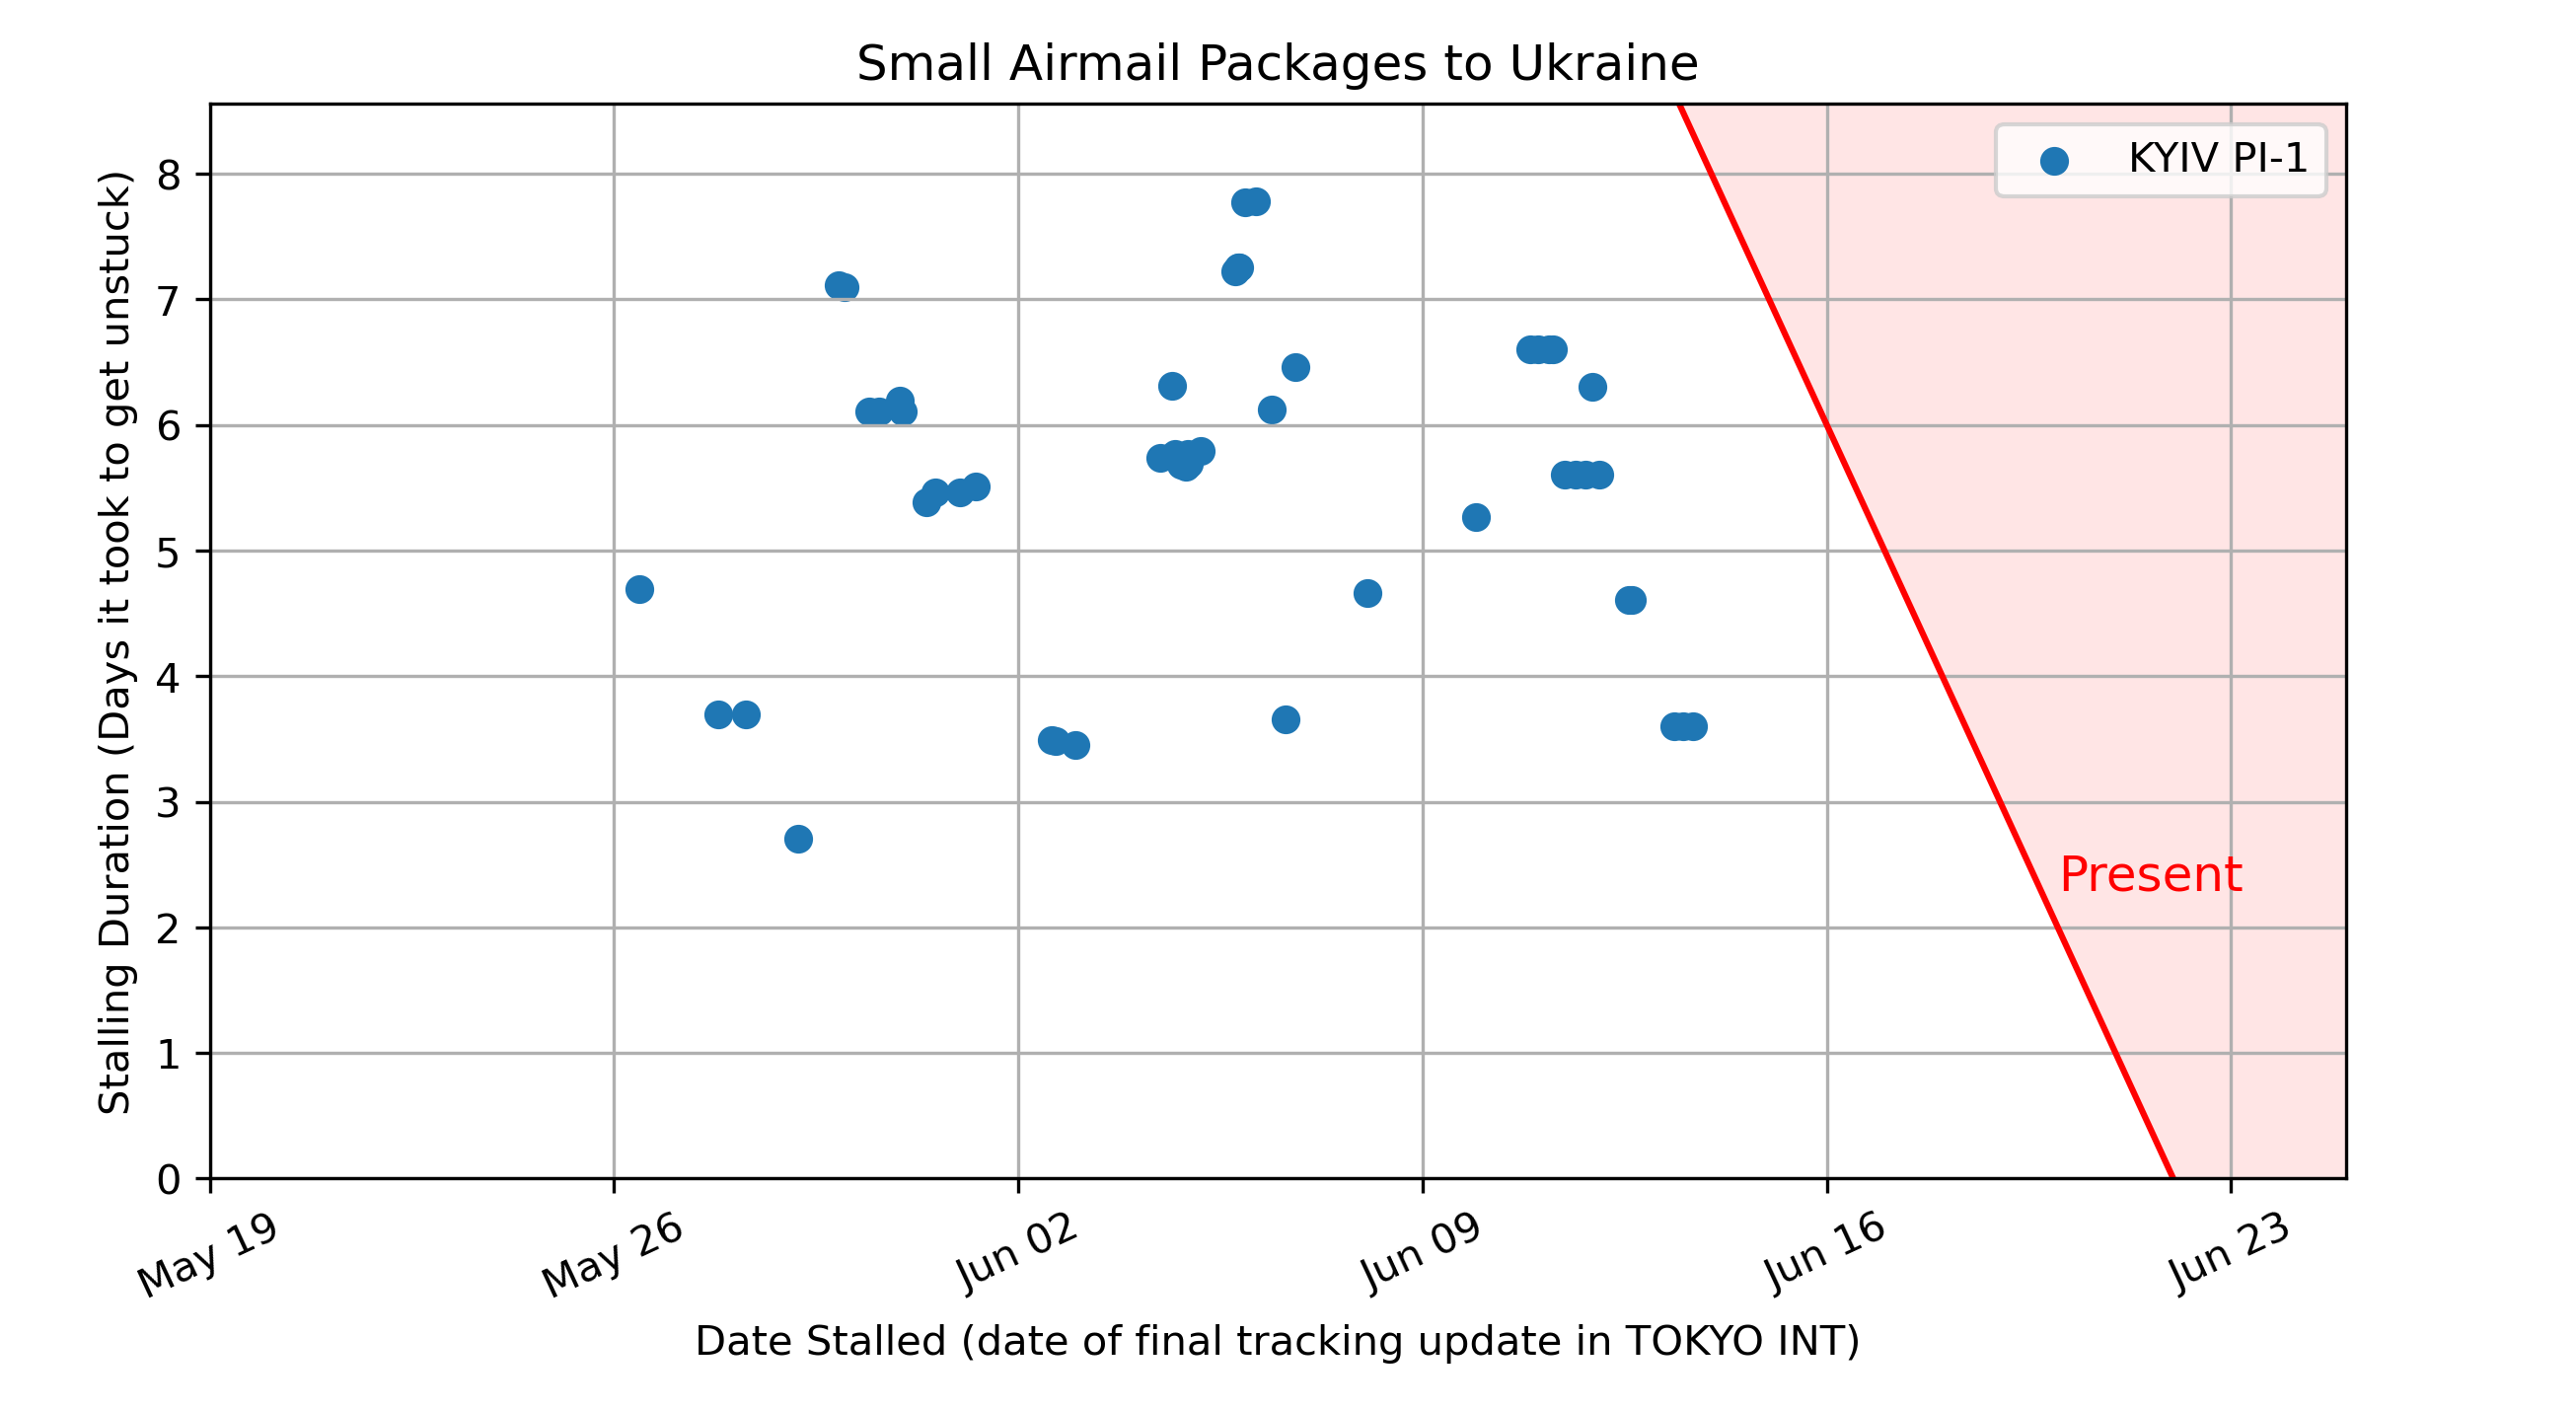 Small Airmail Packages to Ukraine
KYIV PI-1
Stalling Duration (Days it took to get unstuck)
8
7
6
5
4
3
2
1
0
Present
May 19
May 26
Jun 02
Jun 09
Jun 16
Jun 23
Date Stalled (date of final tracking update in TOKYO INT)